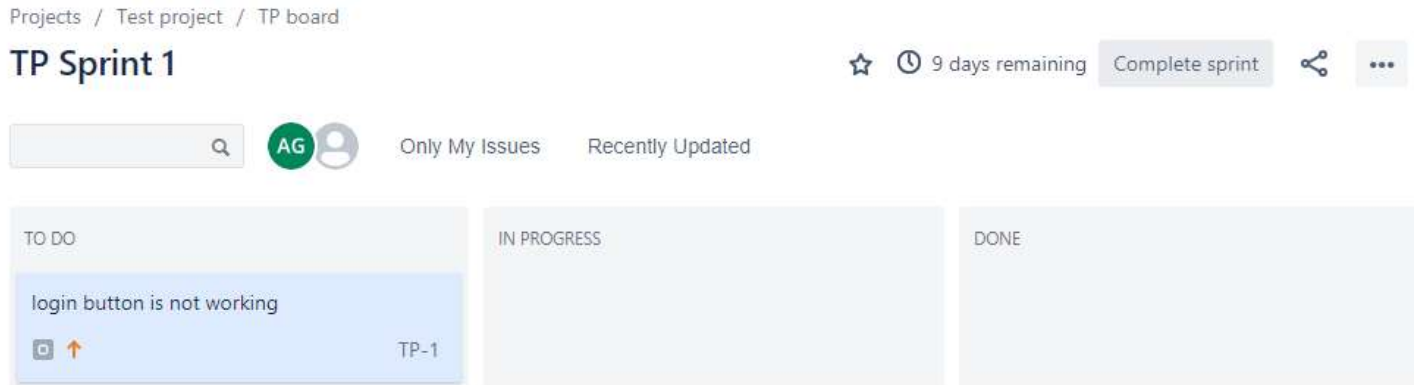 Projects / Test project / TP board
TP Sprint 1
9 days remaining
Complete sprint
AG
Only My Issues
Recently Updated
TO DO
IN PROGRESS
DONE
login button is not working
TP-1